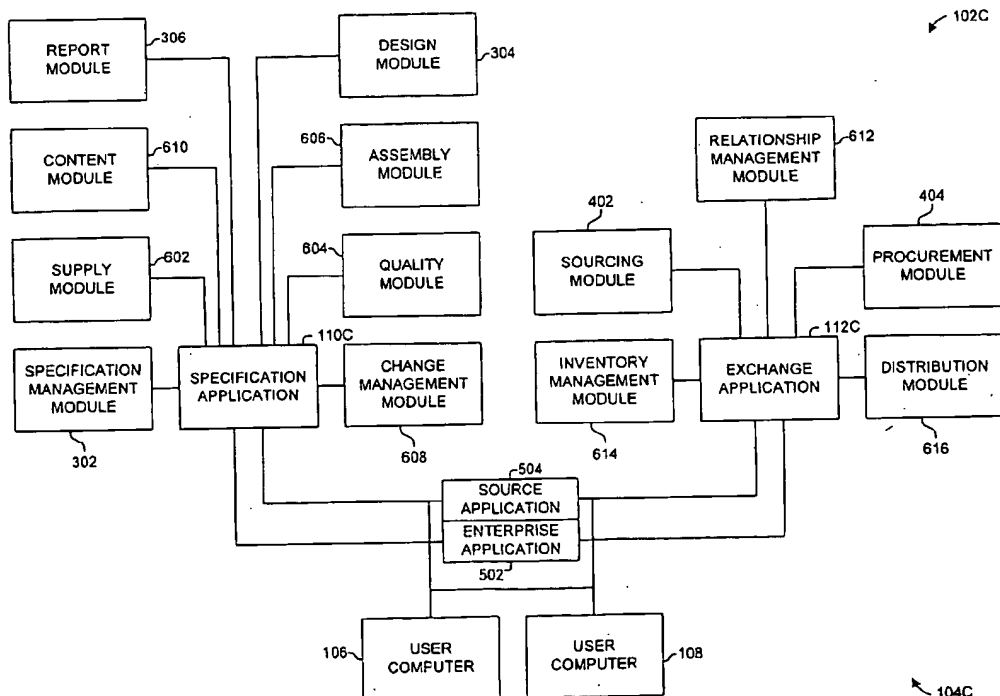 102C
REPORT
MODULE
306
DESIGN
MODULE
304
CONTENT
MODULE
610
606
ASSEMBLY
MODULE
RELATIONSHIP
MANAGEMENT
MODULE
612
SUPPLY
MODULE
602
604
QUALITY
MODULE
402
SOURCING
MODULE
404
PROCUREMENT
MODULE
SPECIFICATION
MANAGEMENT
MODULE
302
110C
SPECIFICATION
APPLICATION
CHANGE
MANAGEMENT
MODULE
608
INVENTORY
MANAGEMENT
MODULE
614
112C
EXCHANGE
APPLICATION
DISTRIBUTION
MODULE
616
504
SOURCE
APPLICATION
ENTERPRISE
APPLICATION
502
106
USER
COMPUTER
USER
COMPUTER
108
104C